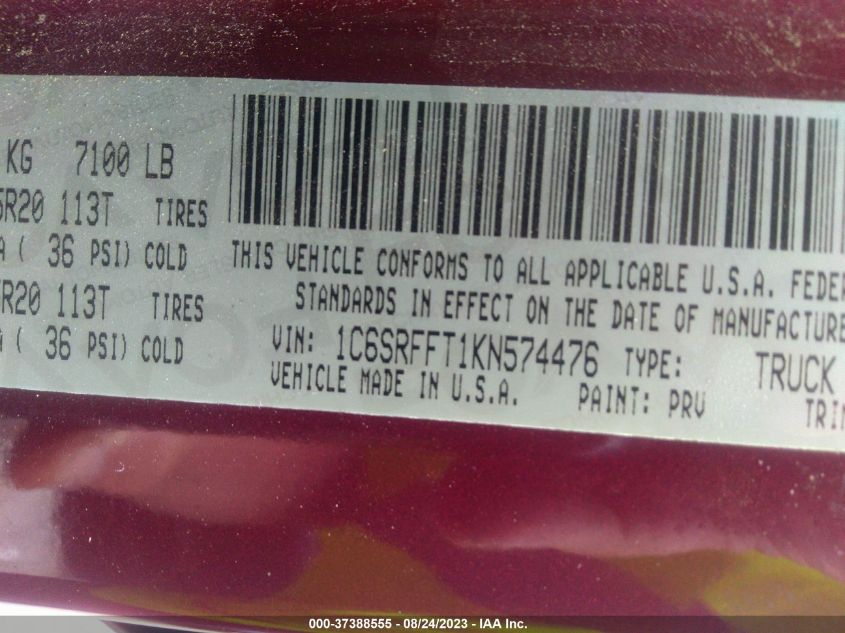 KG 7100 LB
R20 113T TIRES
( 36 PSI) COLD
R20 113T TIRES
( 36 PSI) COLD
THIS VEHICLE CONFORMS TO ALL APPLICABLE U.S.A. FEDER
STANDARDS IN EFFECT ON THE DATE OF MANUFACTURE
VIN: 1C6SRFFT1KN574476 TYPE: TRUCK
VEHICLE MADE IN U.S.A. PAINT: PRV
TRIM
000-37388555 - 08/24/2023 - IAA Inc.